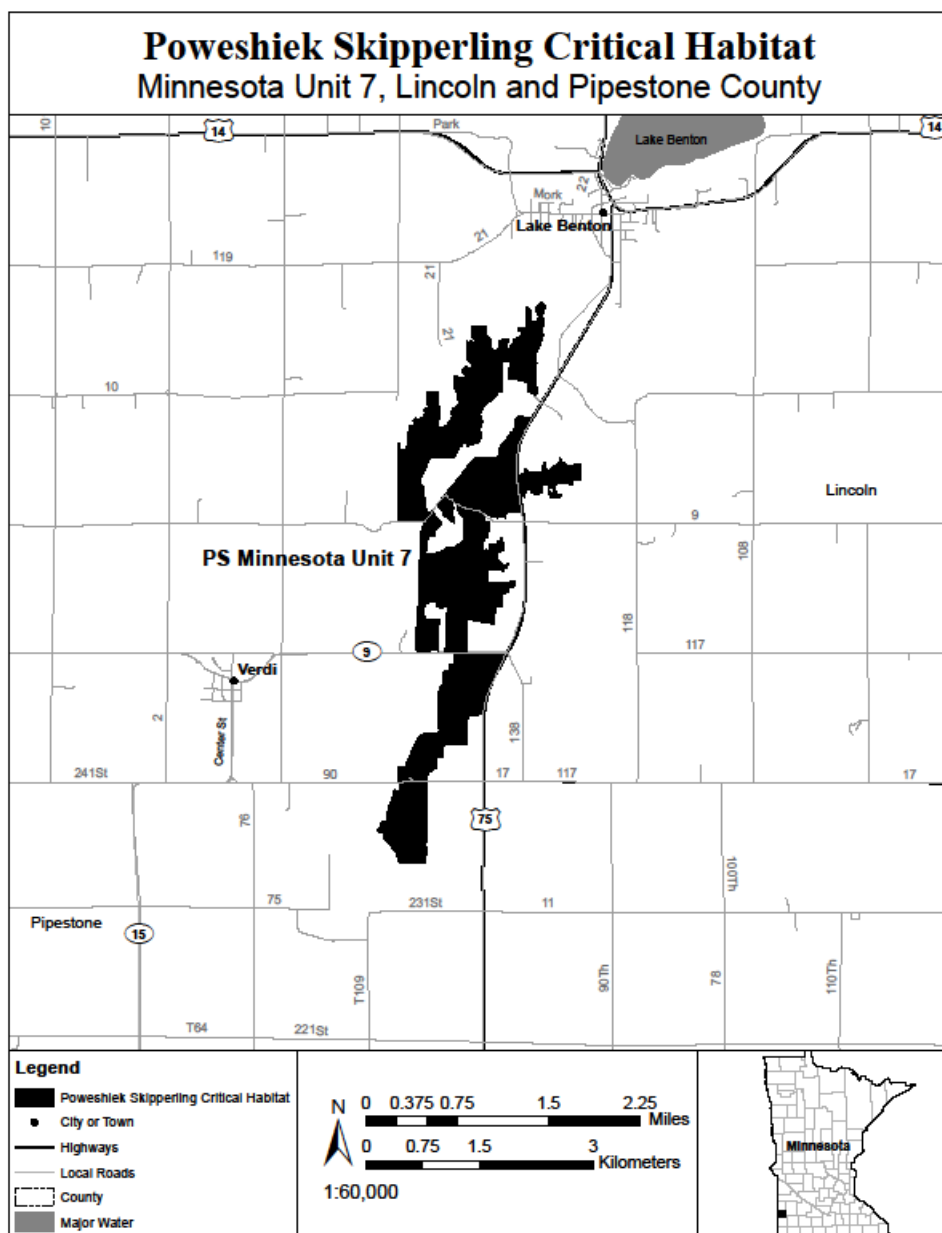 Poweshiek Skipperling Critical Habitat
Minnesota Unit 7, Lincoln and Pipestone County
10
14
Park
Lake Benton
14
22
Mork
Lake Benton
21
119
21
21
10
Lincoln
9
PS Minnesota Unit 7
108
118
9
117
Verdi
2
Center St
138
241St
90
17
117
17
76
75
100Th
75
231St
11
Pipestone
15
T109
90Th
78
110Th
T64
221St
Legend
Poweshiek Skipperling Critical Habitat
City or Town
Highways
Local Roads
County
Major Water
N
0 0.375 0.75 1.5 2.25
Miles
0 0.75 1.5 3
Kilometers
1:60,000
Minnesota